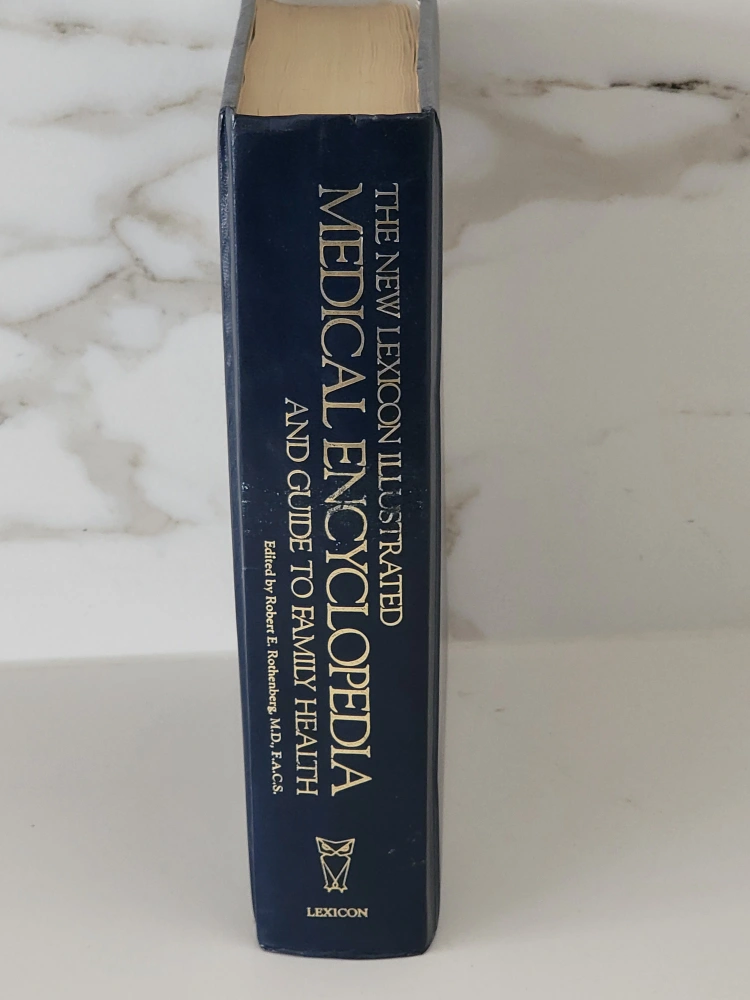 THE NEW LEXICON ILLUSTRATED
MEDICAL ENCYCLOPEDIA
AND GUIDE TO FAMILY HEALTH
Edited by Robert E. Rothenberg, M.D., F.A.C.S.
LEXICON